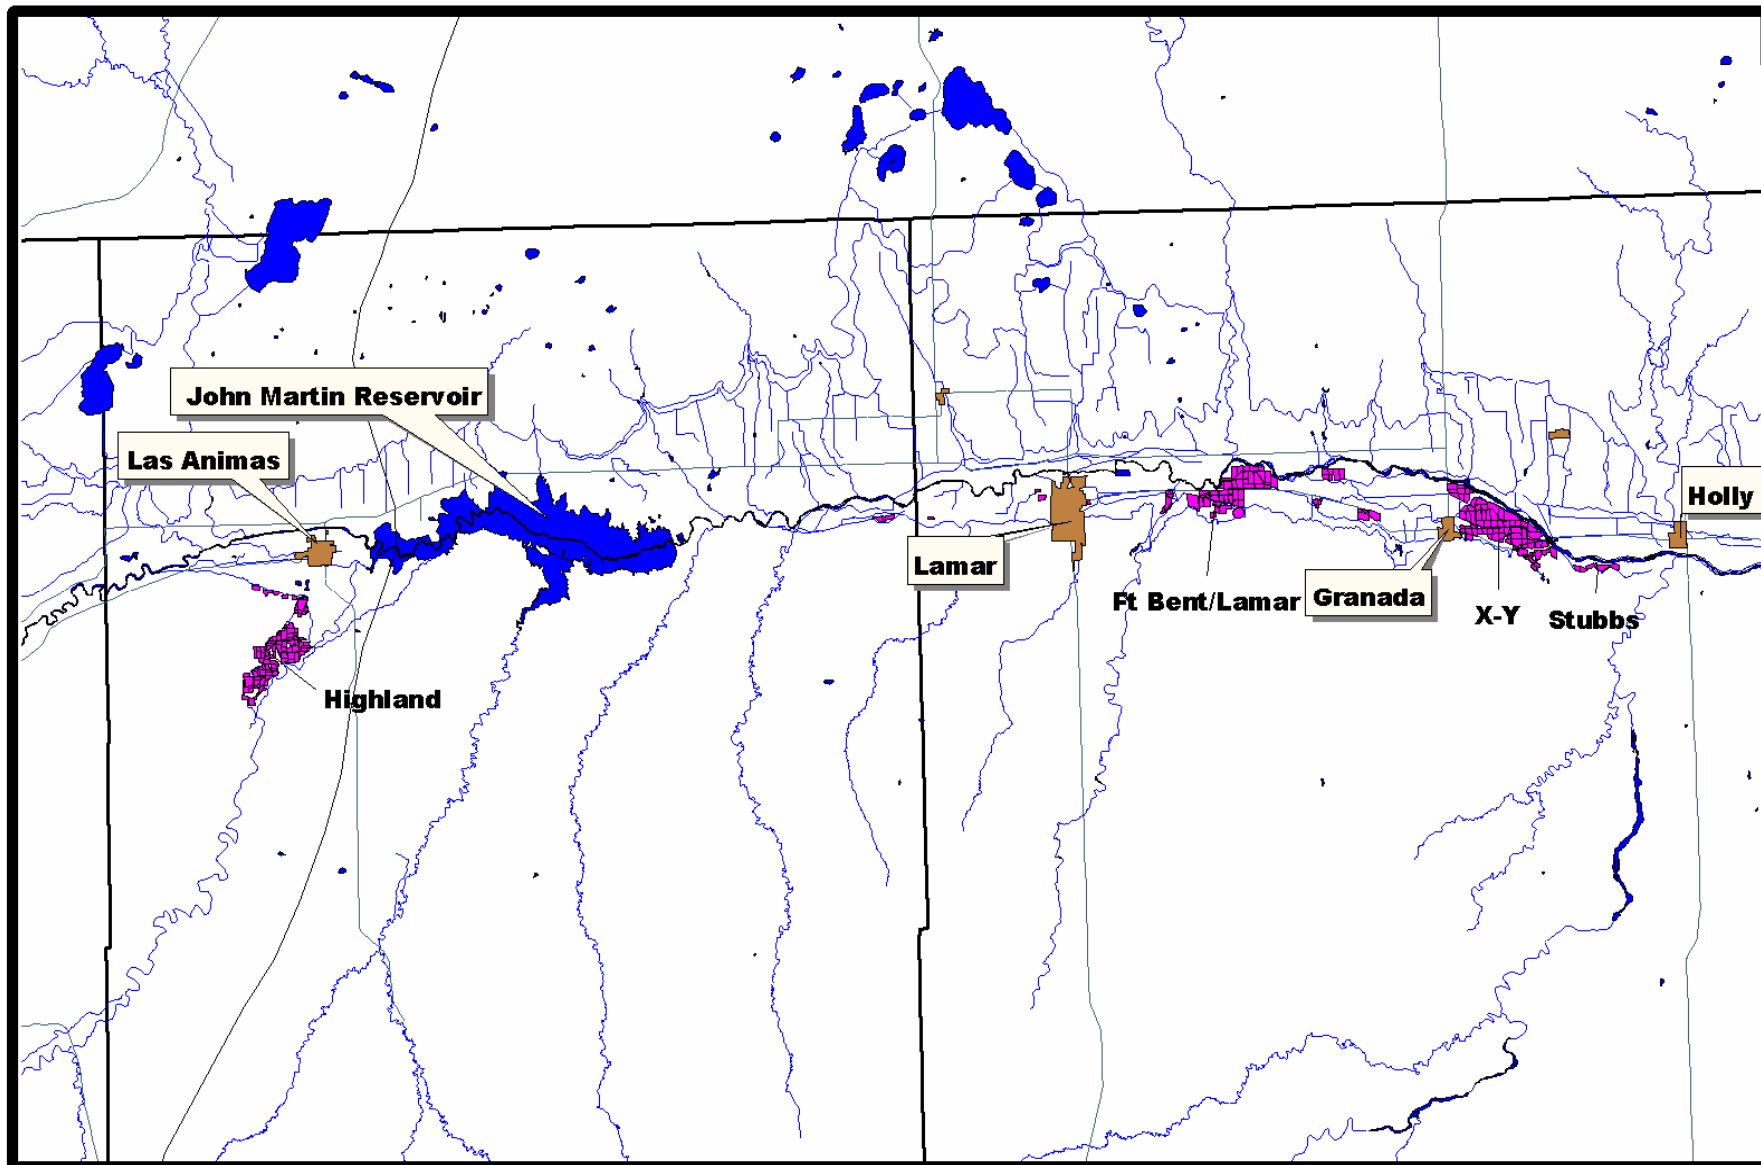 John Martin Reservoir
Las Animas
Holly
Lamar
Ft Bent/Lamar
Granada
X-Y
Stubbs
Highland